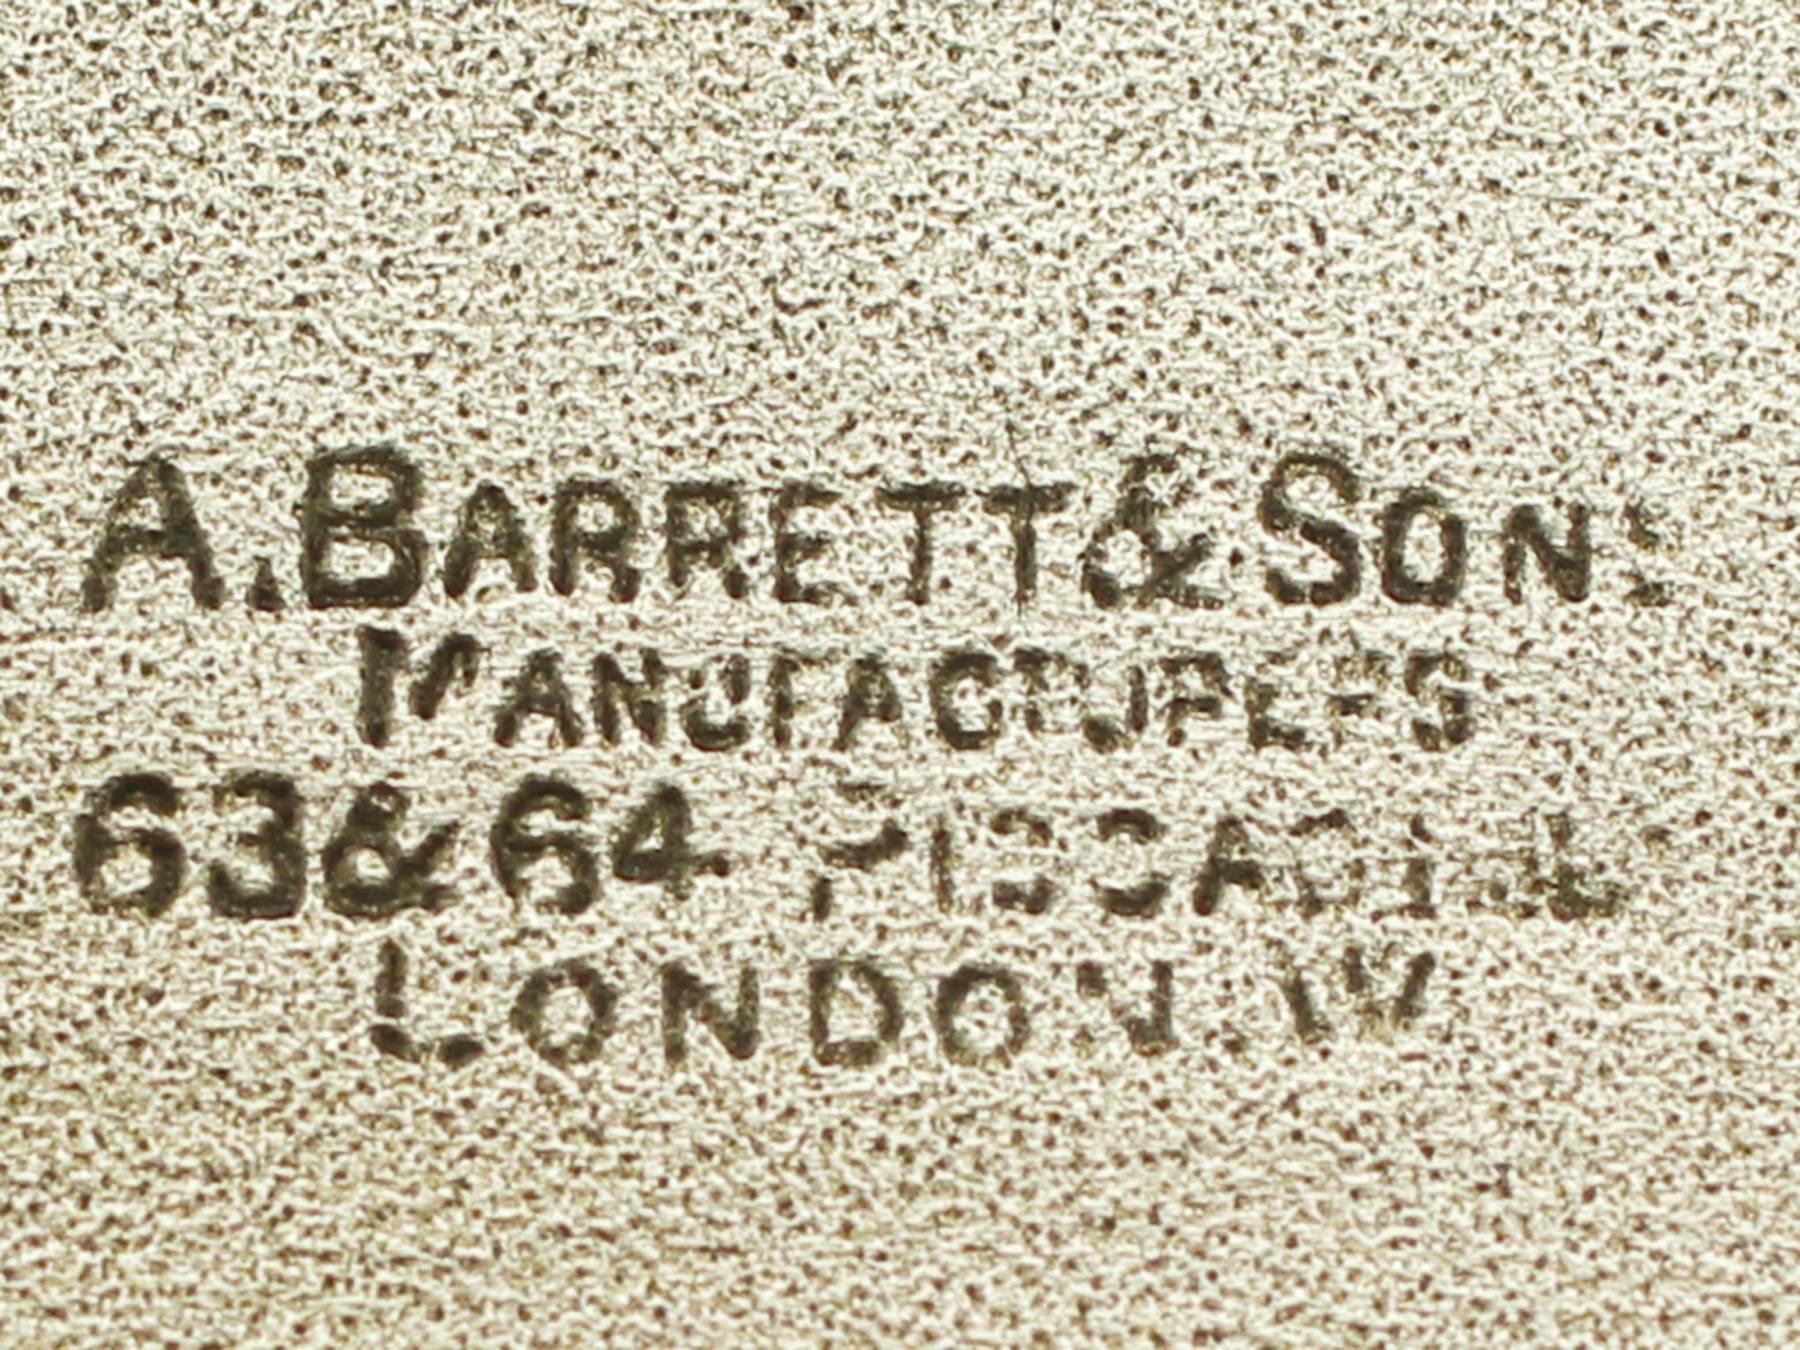 A. BARRETT & SONS
MANUFACTURERS
63 & 64 PICCADILLY
LONDON W